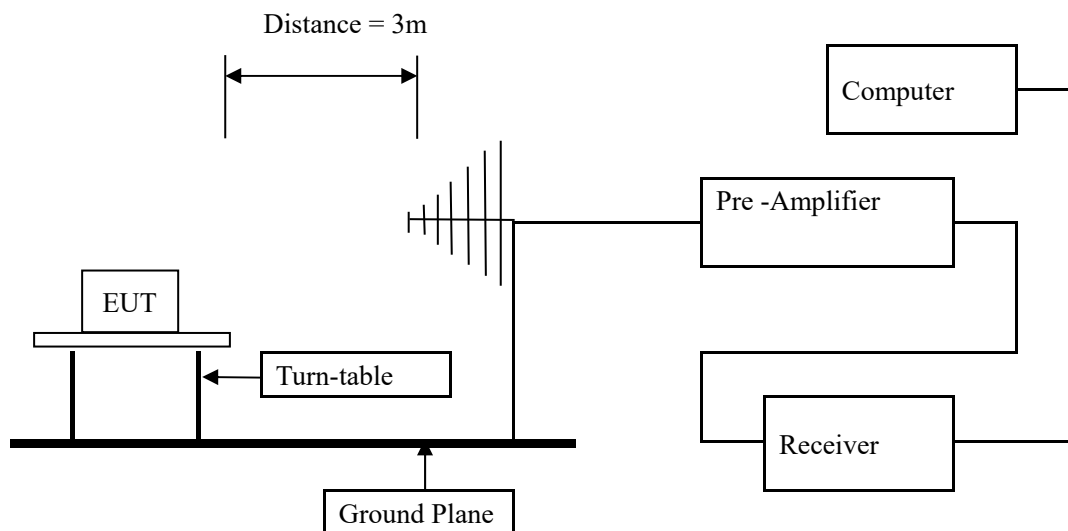 Distance = 3m
Computer
Pre -Amplifier
EUT
Turn-table
Receiver
Ground Plane